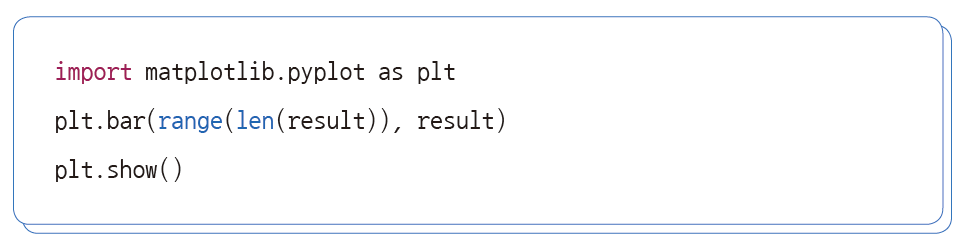 import matplotlib.pyplot as plt
plt.bar(range(len(result)), result)
plt.show()